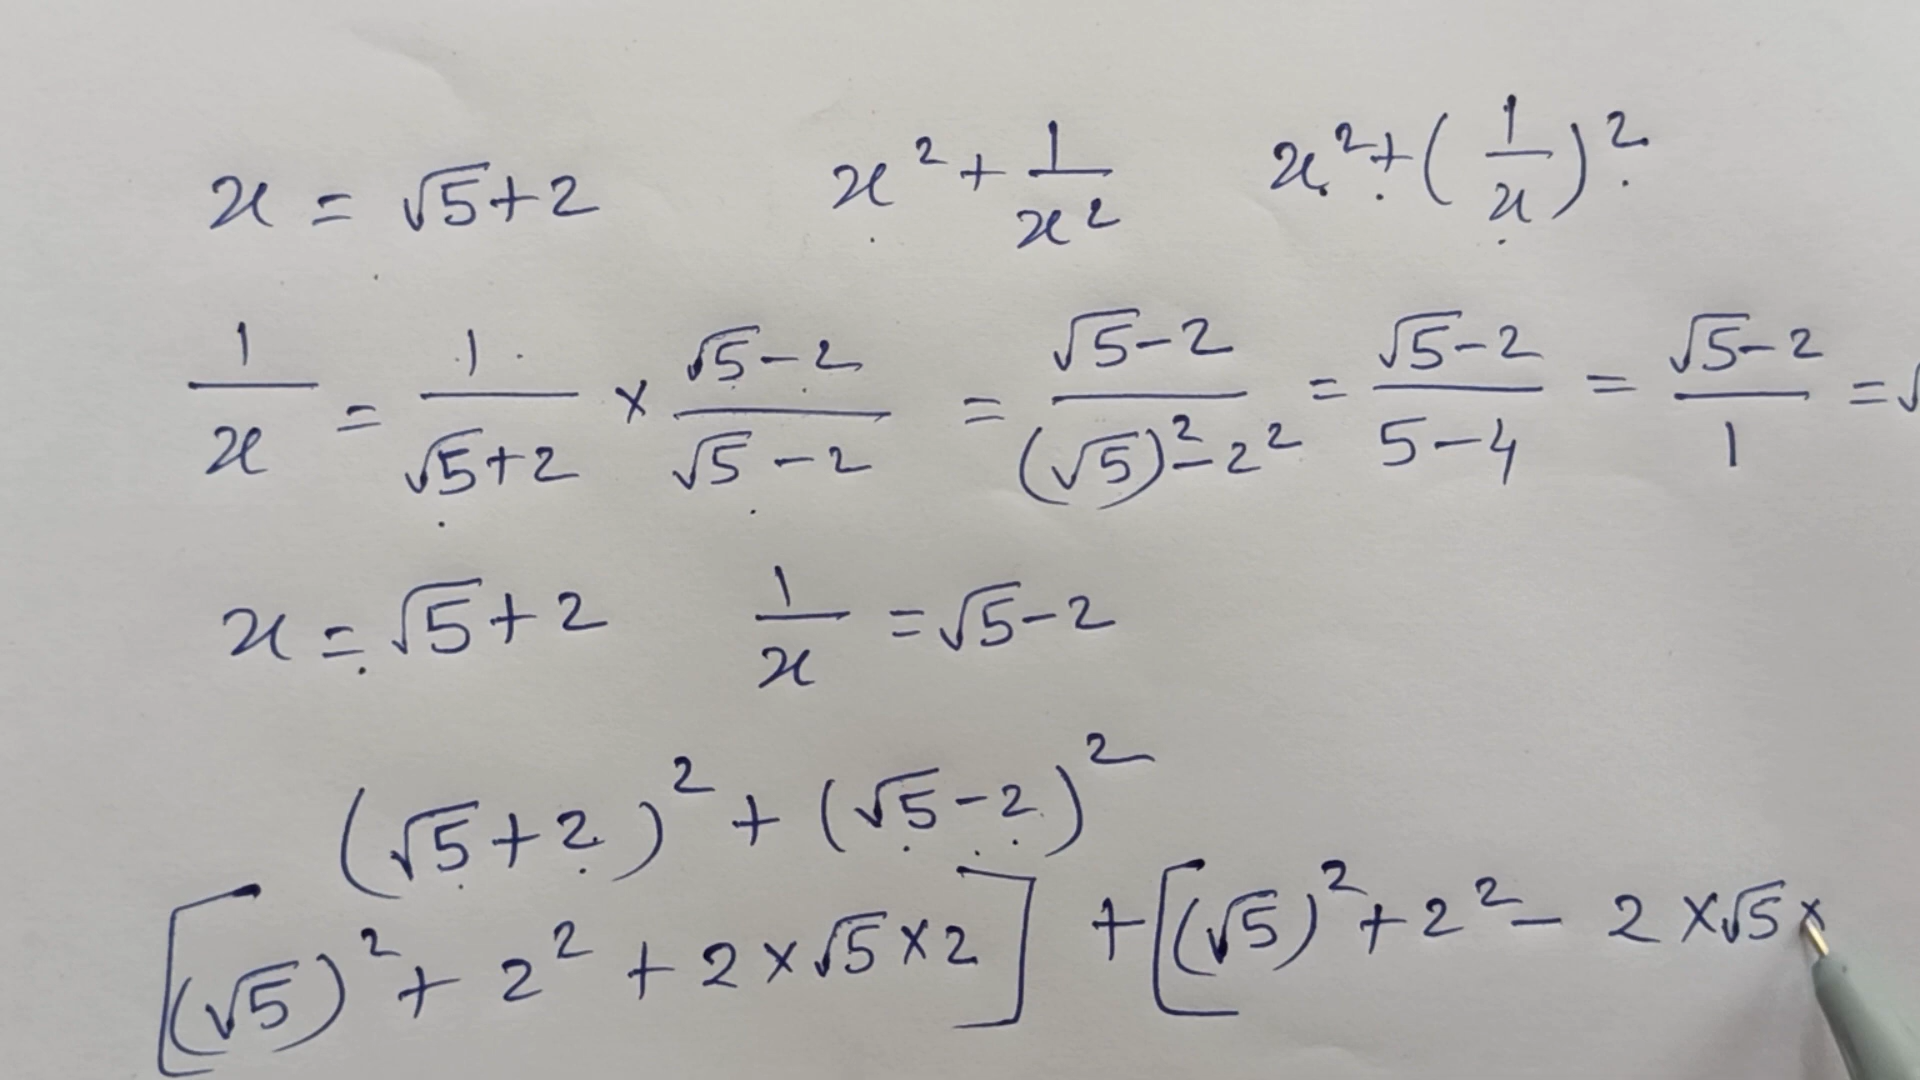 x = √5+2    x² + 1/x²    x² + (1/x)²
1/x = 1/(√5+2) × (√5-2)/(√5-2) = (√5-2)/((√5)²-2²) = (√5-2)/(5-4) = (√5-2)/1 = √
x = √5+2    1/x = √5-2
(√5+2)² + (√5-2)²
[(√5)² + 2² + 2×√5×2] + [(√5)² + 2² - 2×√5×